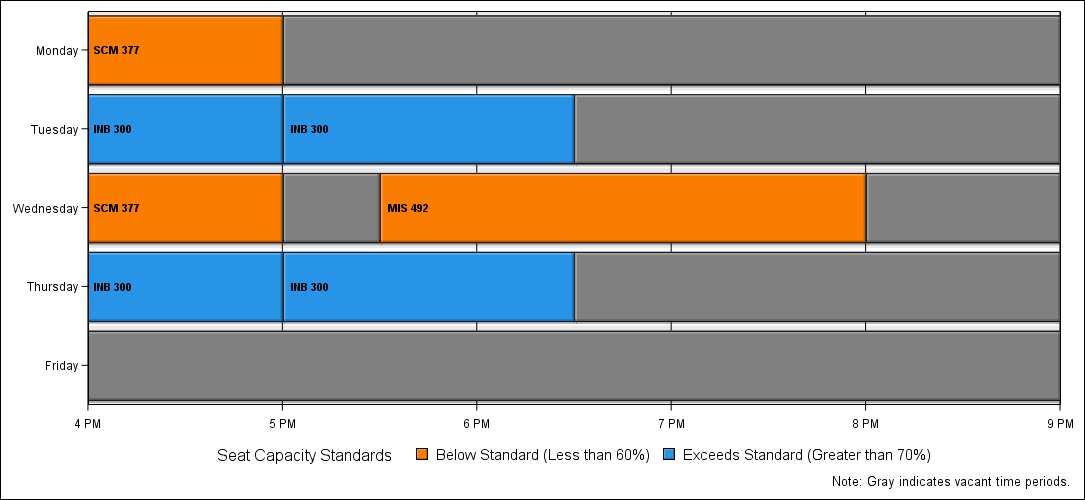 Monday
SCM 377
Tuesday
INB 300 INB 300
Wednesday
SCM 377 MIS 492
Thursday
INB 300 INB 300
Friday
4 PM 5 PM 6 PM 7 PM 8 PM 9 PM
Seat Capacity Standards Below Standard (Less than 60%) Exceeds Standard (Greater than 70%)
Note: Gray indicates vacant time periods.